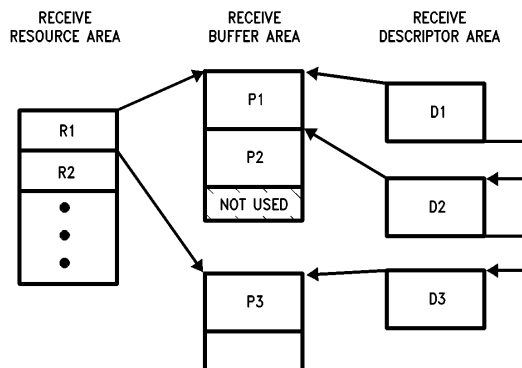 RECEIVE
RESOURCE AREA
RECEIVE
BUFFER AREA
RECEIVE
DESCRIPTOR AREA
R1
R2
P1
P2
NOT USED
P3
D1
D2
D3